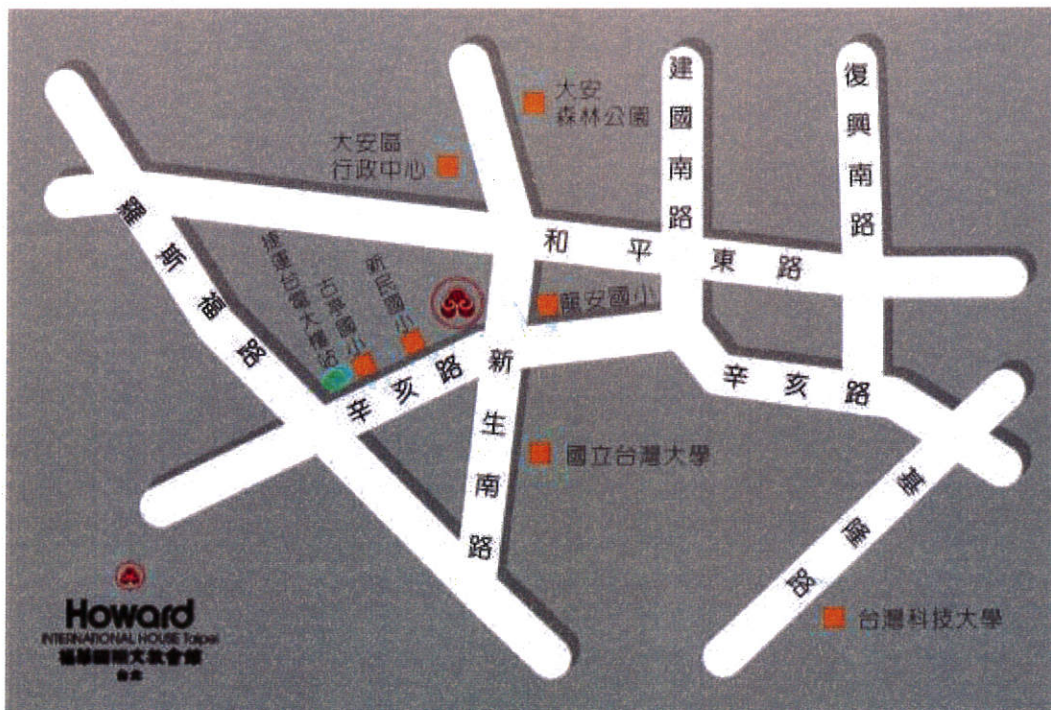 大安
森林公園
大安區
行政中心
建國南路
復興南路
羅斯福路
和平東路
捷運台電大樓站
古亭國小
新民國小
龍安國小
辛亥路
新生南路
辛亥路
國立台灣大學
基隆路
台灣科技大學
Howard
INTERNATIONAL HOUSE Taipei
福華國際文教會館
台北